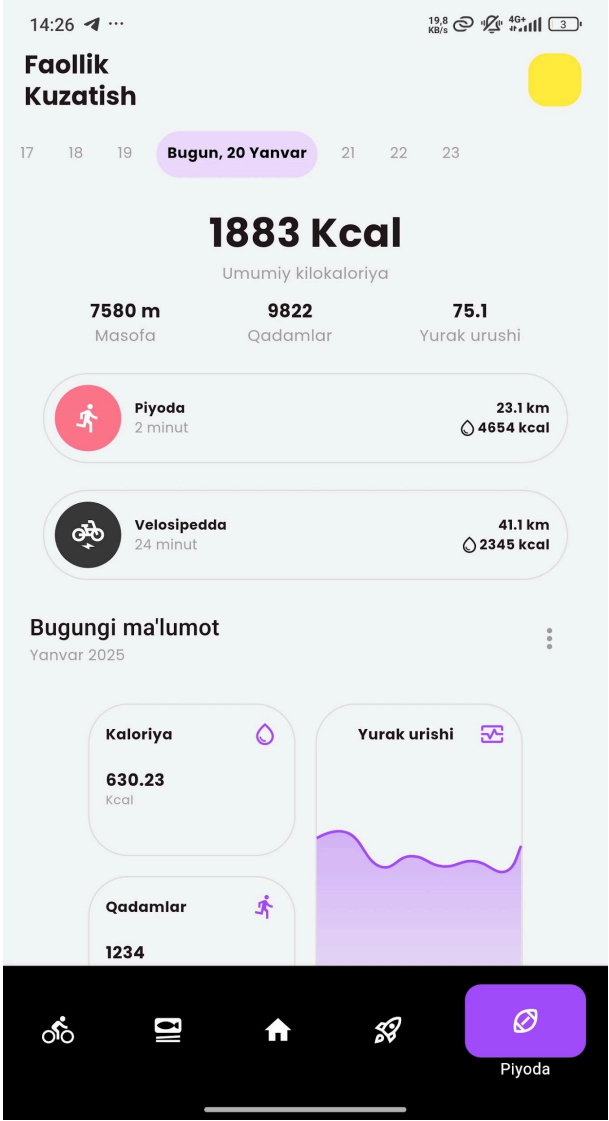 14:26
19,8
KB/s
4G+
3
Faollik
Kuzatish
17 18 19 Bugun, 20 Yanvar 21 22 23
1883 Kcal
Umumiy kilokaloriya
7580 m 9822 75.1
Masofa Qadamlar Yurak urushi
Piyoda 23.1 km
2 minut 4654 kcal
Velosipedda 41.1 km
24 minut 2345 kcal
Bugungi ma'lumot
Yanvar 2025
Kaloriya
630.23
Kcal
Yurak urishi
Qadamlar
1234
Piyoda